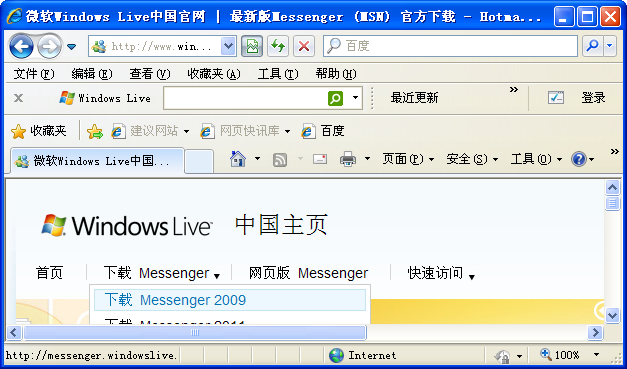 微软Windows Live中国官网 | 最新版Messenger (MSN) 官方下载 - Hotma...
http://www.win...
百度
文件(F) 编辑(E) 查看(V) 收藏夹(A) 工具(T) 帮助(H)
x Windows Live 最近更新 » 登录
收藏夹 建议网站 网页快讯库 百度
微软Windows Live中国... 页面(P) 安全(S) 工具(O) »
Windows Live 中国主页
首页 下载 Messenger 网页版 Messenger 快速访问
下载 Messenger 2009
下载 Messenger 2011
http://messenger.windowslive. Internet 100%